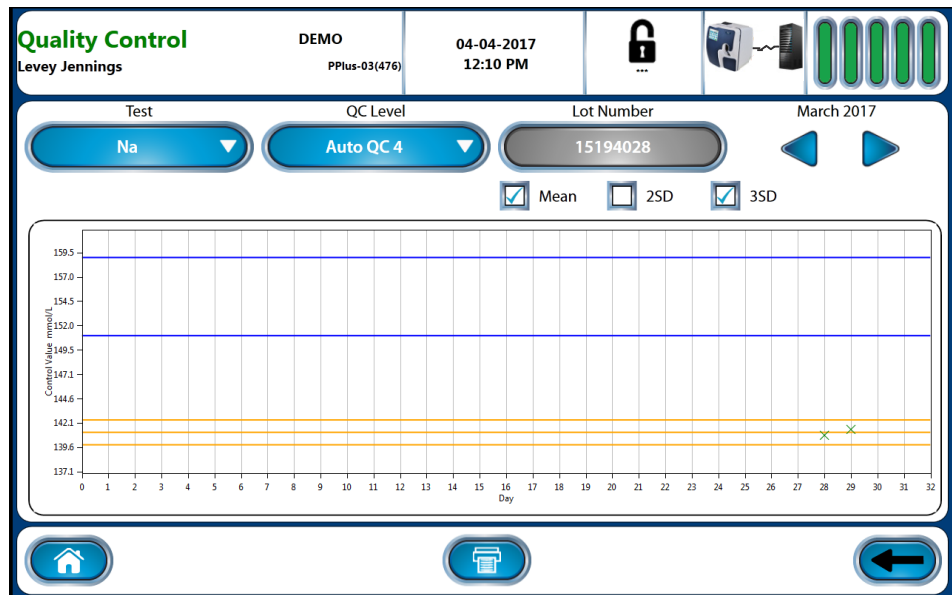 Quality Control
Levey Jennings
DEMO
PPlus-03(476)
04-04-2017
12:10 PM
...
Test
QC Level
Lot Number
March 2017
Na
Auto QC 4
15194028
Mean
2SD
3SD
Control Value mmol/L
159.5
157.0
154.5
152.0
149.5
147.1
144.6
142.1
139.6
137.1
0 1 2 3 4 5 6 7 8 9 10 11 12 13 14 15 16 17 18 19 20 21 22 23 24 25 26 27 28 29 30 31 32
Day